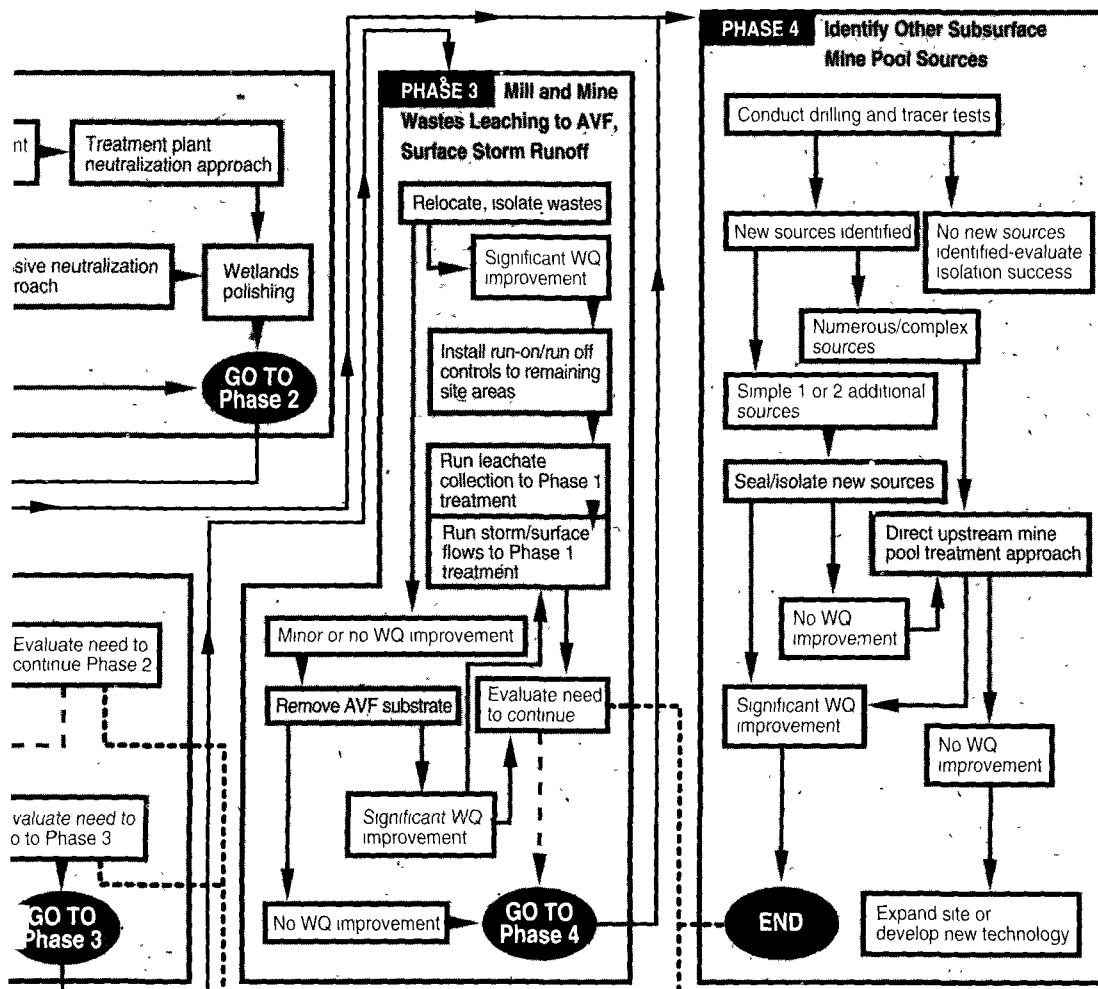 nt
Treatment plant
neutralization approach
ssive neutralization
roach
Wetlands
polishing
GO TO
Phase 2
Evaluate need to
continue Phase 2
valuate need to
o to Phase 3
GO TO
Phase 3
PHASE 3 Mill and Mine
Wastes Leaching to AVF,
Surface Storm Runoff
Relocate, isolate wastes
Significant WQ
improvement
Install run-on/run off
controls to remaining
site areas
Run leachate
collection to Phase 1
treatment
Run storm/surface
flows to Phase 1
treatment
Minor or no WQ improvement
Remove AVF substrate
Evaluate need
to continue
Significant WQ
improvement
No WQ improvement
GO TO
Phase 4
PHASE 4 Identify Other Subsurface
Mine Pool Sources
Conduct drilling and tracer tests
New sources identified
No new sources
identified-evaluate
isolation success
Numerous/complex
sources
Simple 1 or 2 additional
sources
Seal/isolate new sources
Direct upstream mine
pool treatment approach
No WQ
improvement
Significant WQ
improvement
No WQ
improvement
END
Expand site or
develop new technology